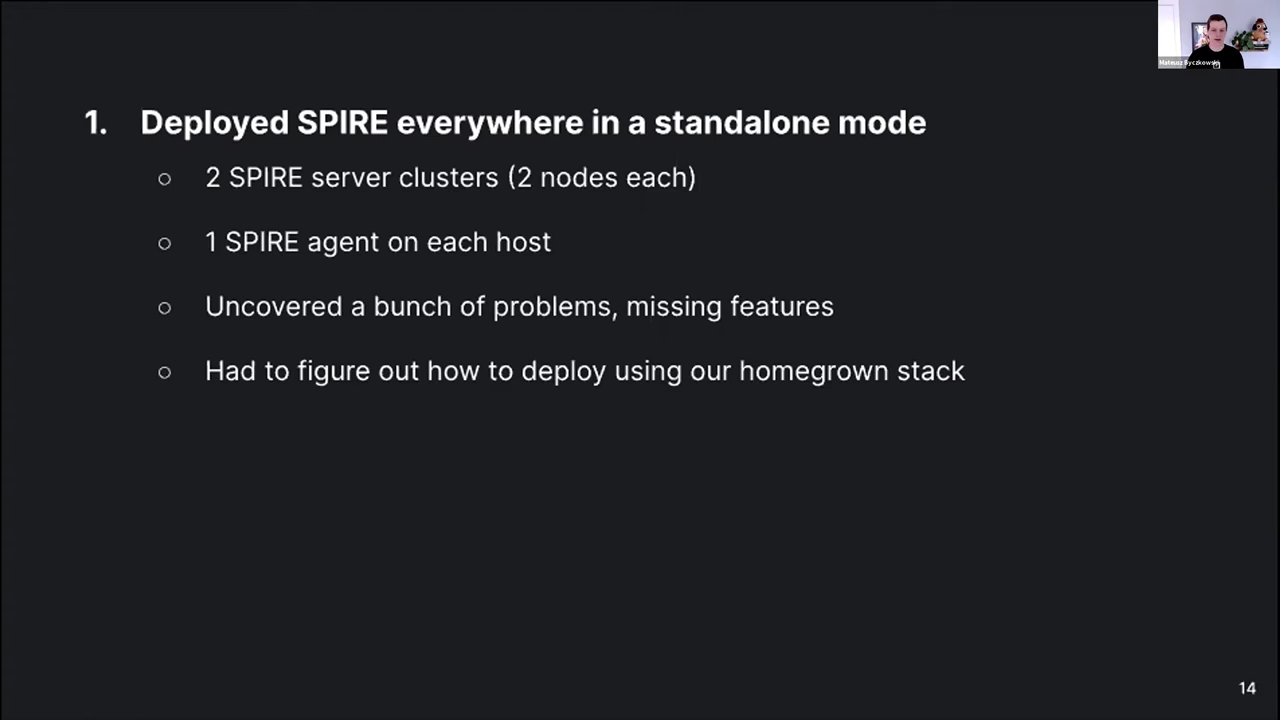 Mateusz Byczkowski
1. Deployed SPIRE everywhere in a standalone mode
○ 2 SPIRE server clusters (2 nodes each)
○ 1 SPIRE agent on each host
○ Uncovered a bunch of problems, missing features
○ Had to figure out how to deploy using our homegrown stack
14